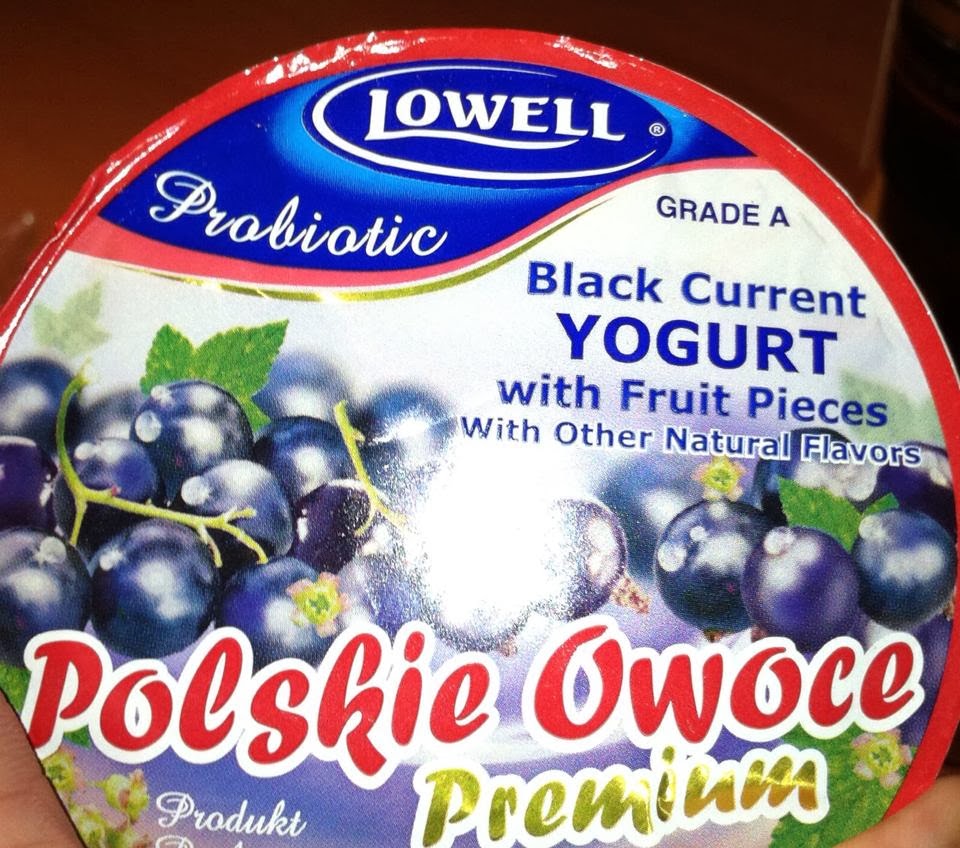 LOWELL ®
Probiotic
GRADE A
Black Current
YOGURT
with Fruit Pieces
With Other Natural Flavors
Polskie Owoce
Premium
Produkt